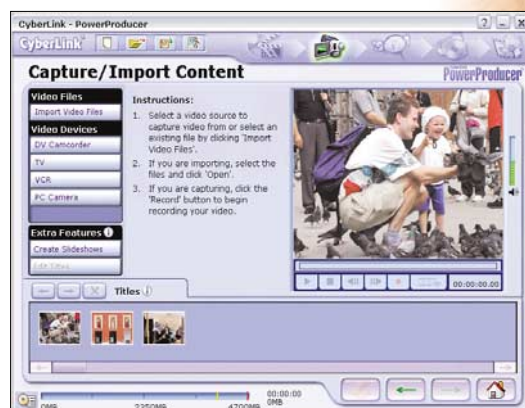 CyberLink - PowerProducer
CyberLink
Capture/Import Content
PowerProducer
Video Files
Import Video Files
Video Devices
DV Camcorder
TV
VCR
PC Camera
Extra Features
Create Slideshows
Edit Titles
Instructions:
1. Select a video source to
capture video from or select an
existing file by clicking 'Import
Video Files'.
2. If you are importing, select the
files and click 'Open'.
3. If you are capturing, click the
'Record' button to begin
recording your video.
00:00:00.00
Titles
0MB
2350MB
4700MB
00:00:00
0MB